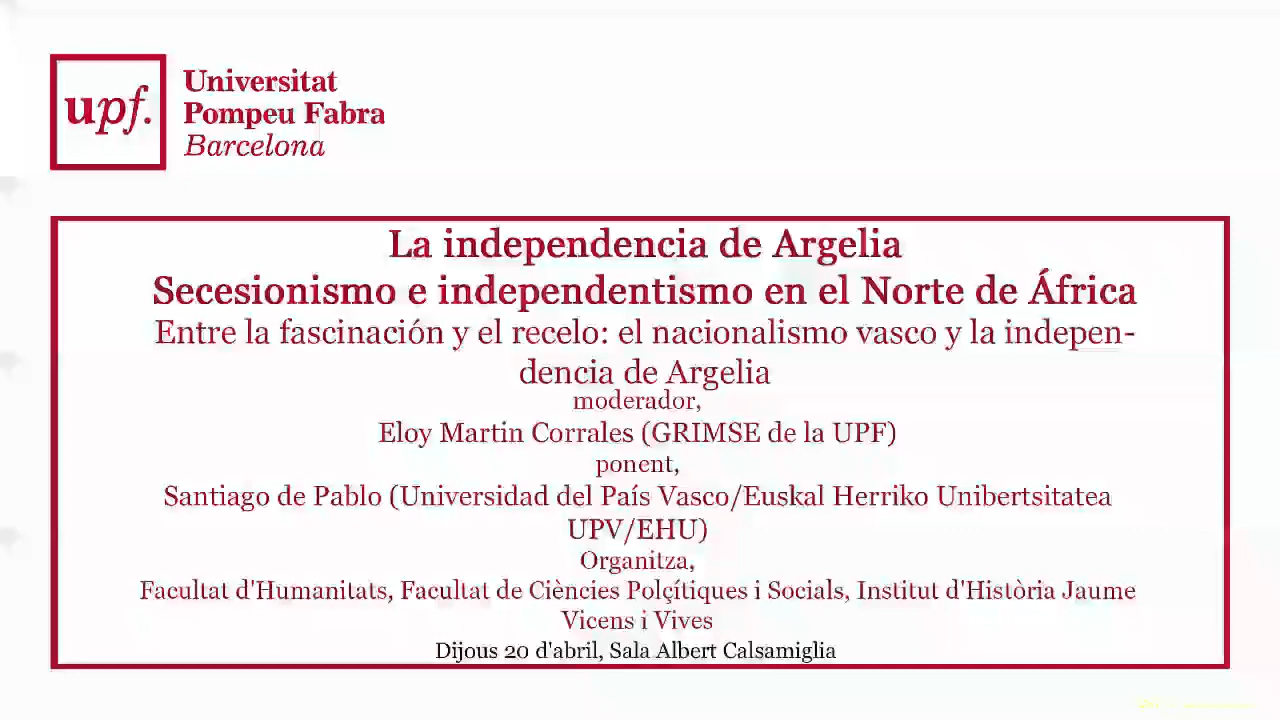 upf.
Universitat
Pompeu Fabra
Barcelona
La independencia de Argelia
Secesionismo e independentismo en el Norte de África
Entre la fascinación y el recelo: el nacionalismo vasco y la indepen-
dencia de Argelia
moderador,
Eloy Martin Corrales (GRIMSE de la UPF)
ponent,
Santiago de Pablo (Universidad del País Vasco/Euskal Herriko Unibertsitatea
UPV/EHU)
Organitza,
Facultat d'Humanitats, Facultat de Ciències Polçítiques i Socials, Institut d'Història Jaume
Vicens i Vives
Dijous 20 d'abril, Sala Albert Calsamiglia